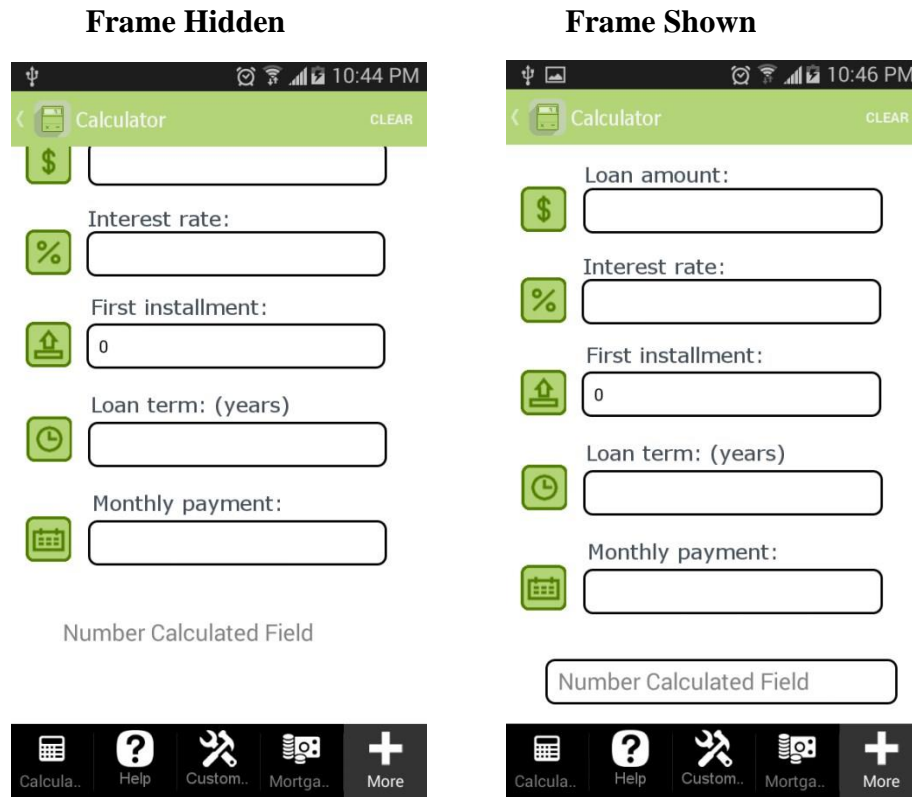 Frame Hidden
10:44 PM
Calculator
CLEAR
$
Interest rate:
%
First installment:
0
Loan term: (years)
Monthly payment:
Number Calculated Field
Calcula..
Help
Custom..
Mortga..
More
Frame Shown
10:46 PM
Calculator
CLEAR
Loan amount:
$
Interest rate:
%
First installment:
0
Loan term: (years)
Monthly payment:
Number Calculated Field
Calcula..
Help
Custom..
Mortga..
More